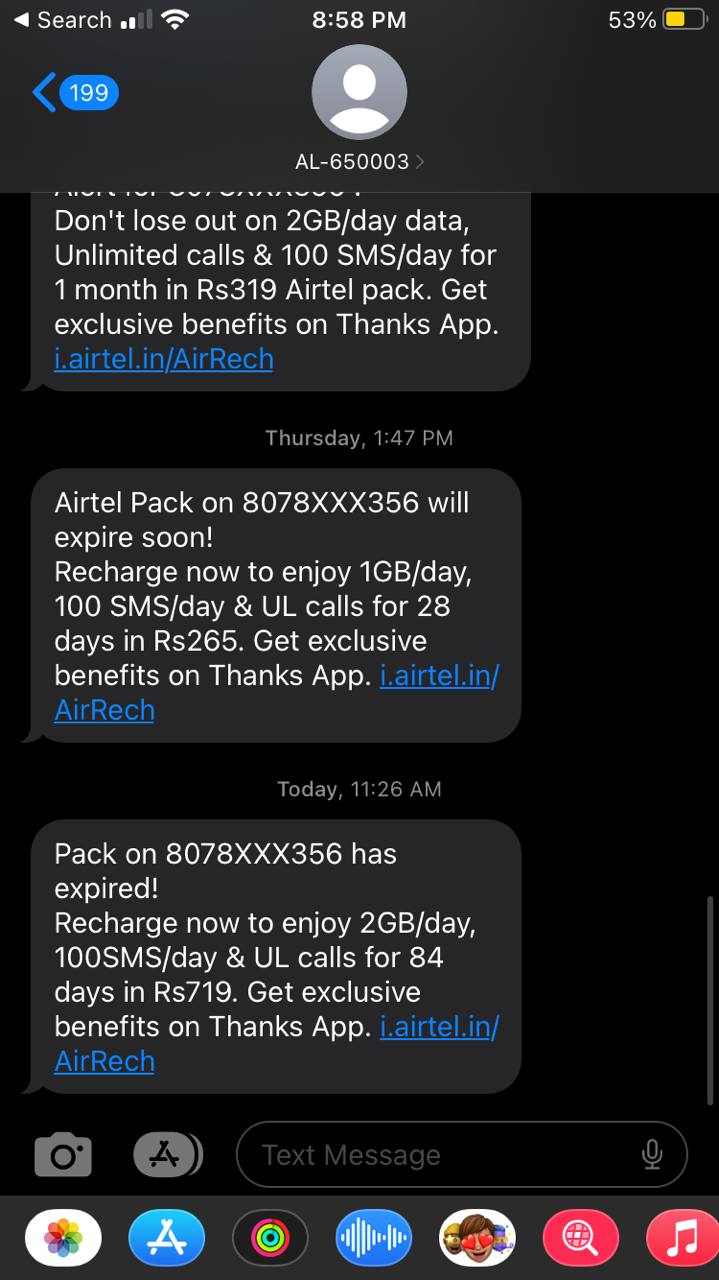 Search
8:58 PM
53%
199
AL-650003
Don't lose out on 2GB/day data,
Unlimited calls & 100 SMS/day for
1 month in Rs319 Airtel pack. Get
exclusive benefits on Thanks App.
i.airtel.in/AirRech
Thursday, 1:47 PM
Airtel Pack on 8078XXX356 will
expire soon!
Recharge now to enjoy 1GB/day,
100 SMS/day & UL calls for 28
days in Rs265. Get exclusive
benefits on Thanks App. i.airtel.in/
AirRech
Today, 11:26 AM
Pack on 8078XXX356 has
expired!
Recharge now to enjoy 2GB/day,
100SMS/day & UL calls for 84
days in Rs719. Get exclusive
benefits on Thanks App. i.airtel.in/
AirRech
Text Message